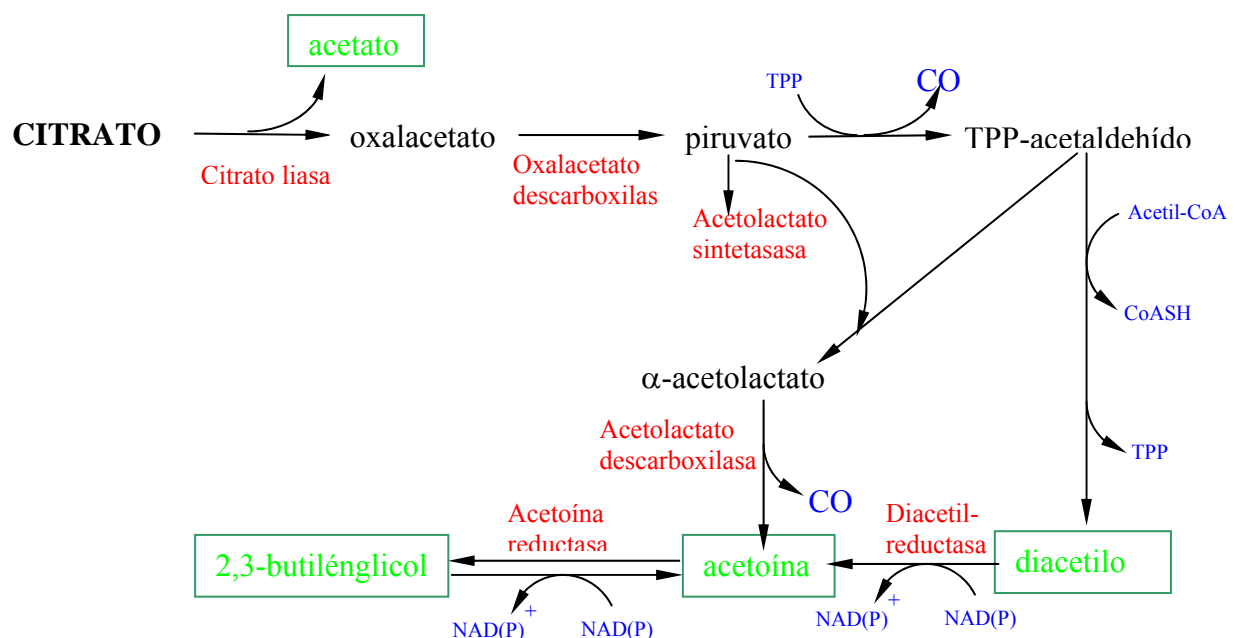 acetato
TPP
CO
CITRATO
oxalacetato
piruvato
TPP-acetaldehído
Citrato liasa
Oxalacetato
descarboxilas
Acetolactato
sintetasasa
Acetil-CoA
CoASH
α-acetolactato
Acetolactato
descarboxilasa
TPP
CO
Acetoína
reductasa
Diacetil-
reductasa
2,3-butilénglicol
acetoína
diacetilo
NAD(P)+
NAD(P)
NAD(P)+
NAD(P)